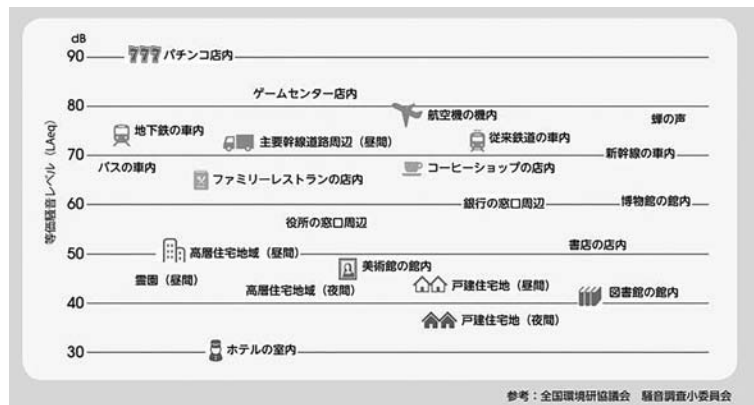 dB
90 777 パチンコ店内
ゲームセンター店内
80 航空機の機内
蝉の声
地下鉄の車内 主要幹線道路周辺（昼間） 従来鉄道の車内
70 新幹線の車内
バスの車内 コーヒーショップの店内
ファミリーレストランの店内
60 銀行の窓口周辺 博物館の館内
役所の窓口周辺
書店の店内
50 高層住宅地域（昼間）
美術館の館内
霊園（昼間） 高層住宅地域（夜間） 戸建住宅地（昼間）
40 図書館の館内
戸建住宅地（夜間）
30 ホテルの室内
等価騒音レベル（LAeq）
参考：全国環境研協議会 騒音調査小委員会